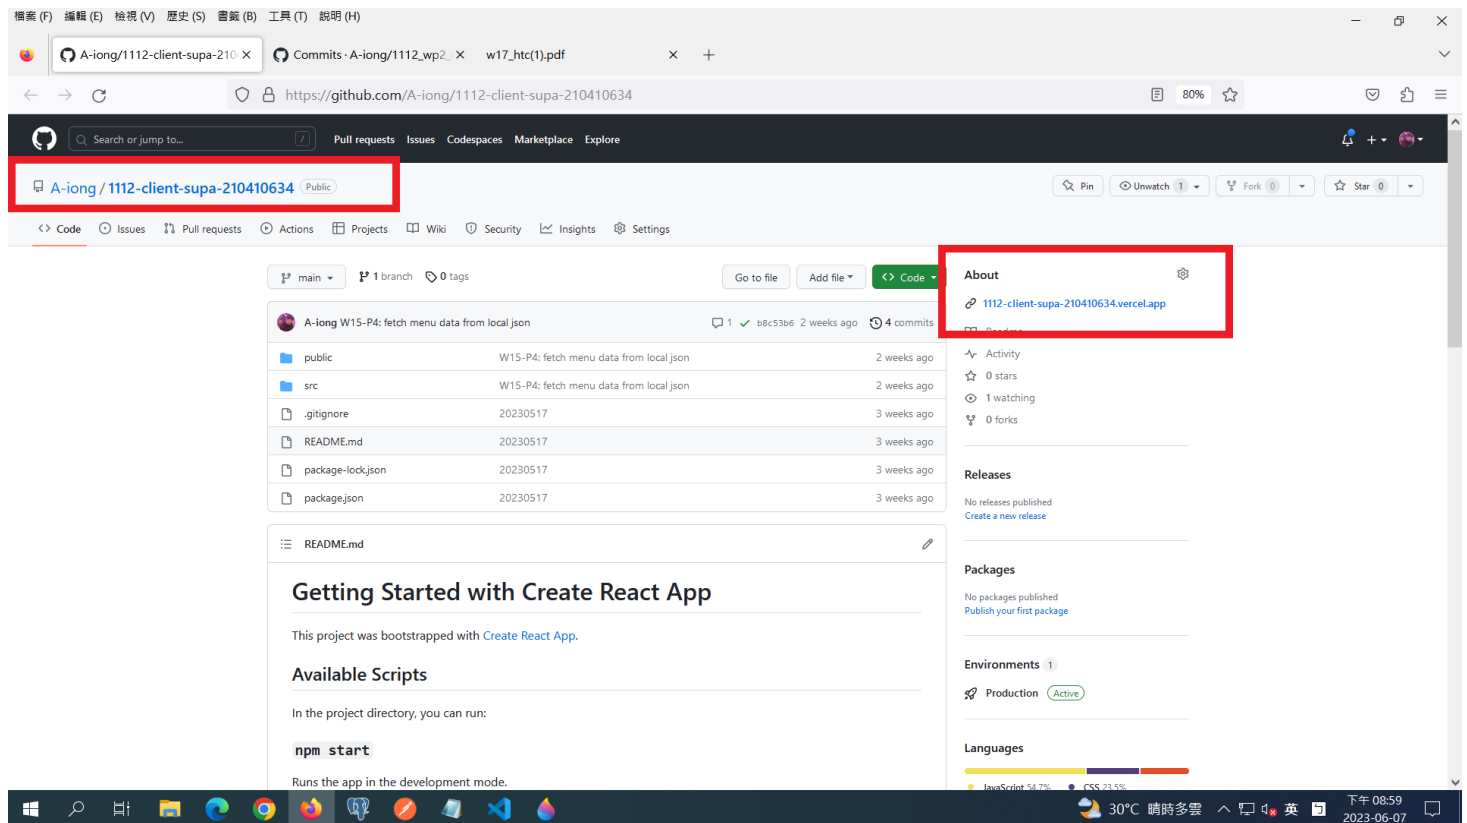 檔案 (F) 編輯 (E) 檢視 (V) 歷史 (S) 書籤 (B) 工具 (T) 說明 (H)
A-iong/1112-client-supa-210 Commits · A-iong/1112_wp2_ w17_htc(1).pdf
https://github.com/A-iong/1112-client-supa-210410634 80%
Search or jump to... / Pull requests Issues Codespaces Marketplace Explore
A-iong / 1112-client-supa-210410634 Public Pin Unwatch 1 Fork 0 Star 0
Code Issues Pull requests Actions Projects Wiki Security Insights Settings
main 1 branch 0 tags Go to file Add file Code
A-iong W15-P4: fetch menu data from local json 1 b8c53b6 2 weeks ago 4 commits
public W15-P4: fetch menu data from local json 2 weeks ago
src W15-P4: fetch menu data from local json 2 weeks ago
.gitignore 20230517 3 weeks ago
README.md 20230517 3 weeks ago
package-lock.json 20230517 3 weeks ago
package.json 20230517 3 weeks ago
README.md
Getting Started with Create React App
This project was bootstrapped with Create React App.
Available Scripts
In the project directory, you can run:
npm start
Runs the app in the development mode.
About
1112-client-supa-210410634.vercel.app
Readme
Activity
0 stars
1 watching
0 forks
Releases
No releases published
Create a new release
Packages
No packages published
Publish your first package
Environments 1
Production Active
Languages
JavaScript 54.7% CSS 23.5%
30°C 晴時多雲 英 下午 08:59
2023-06-07